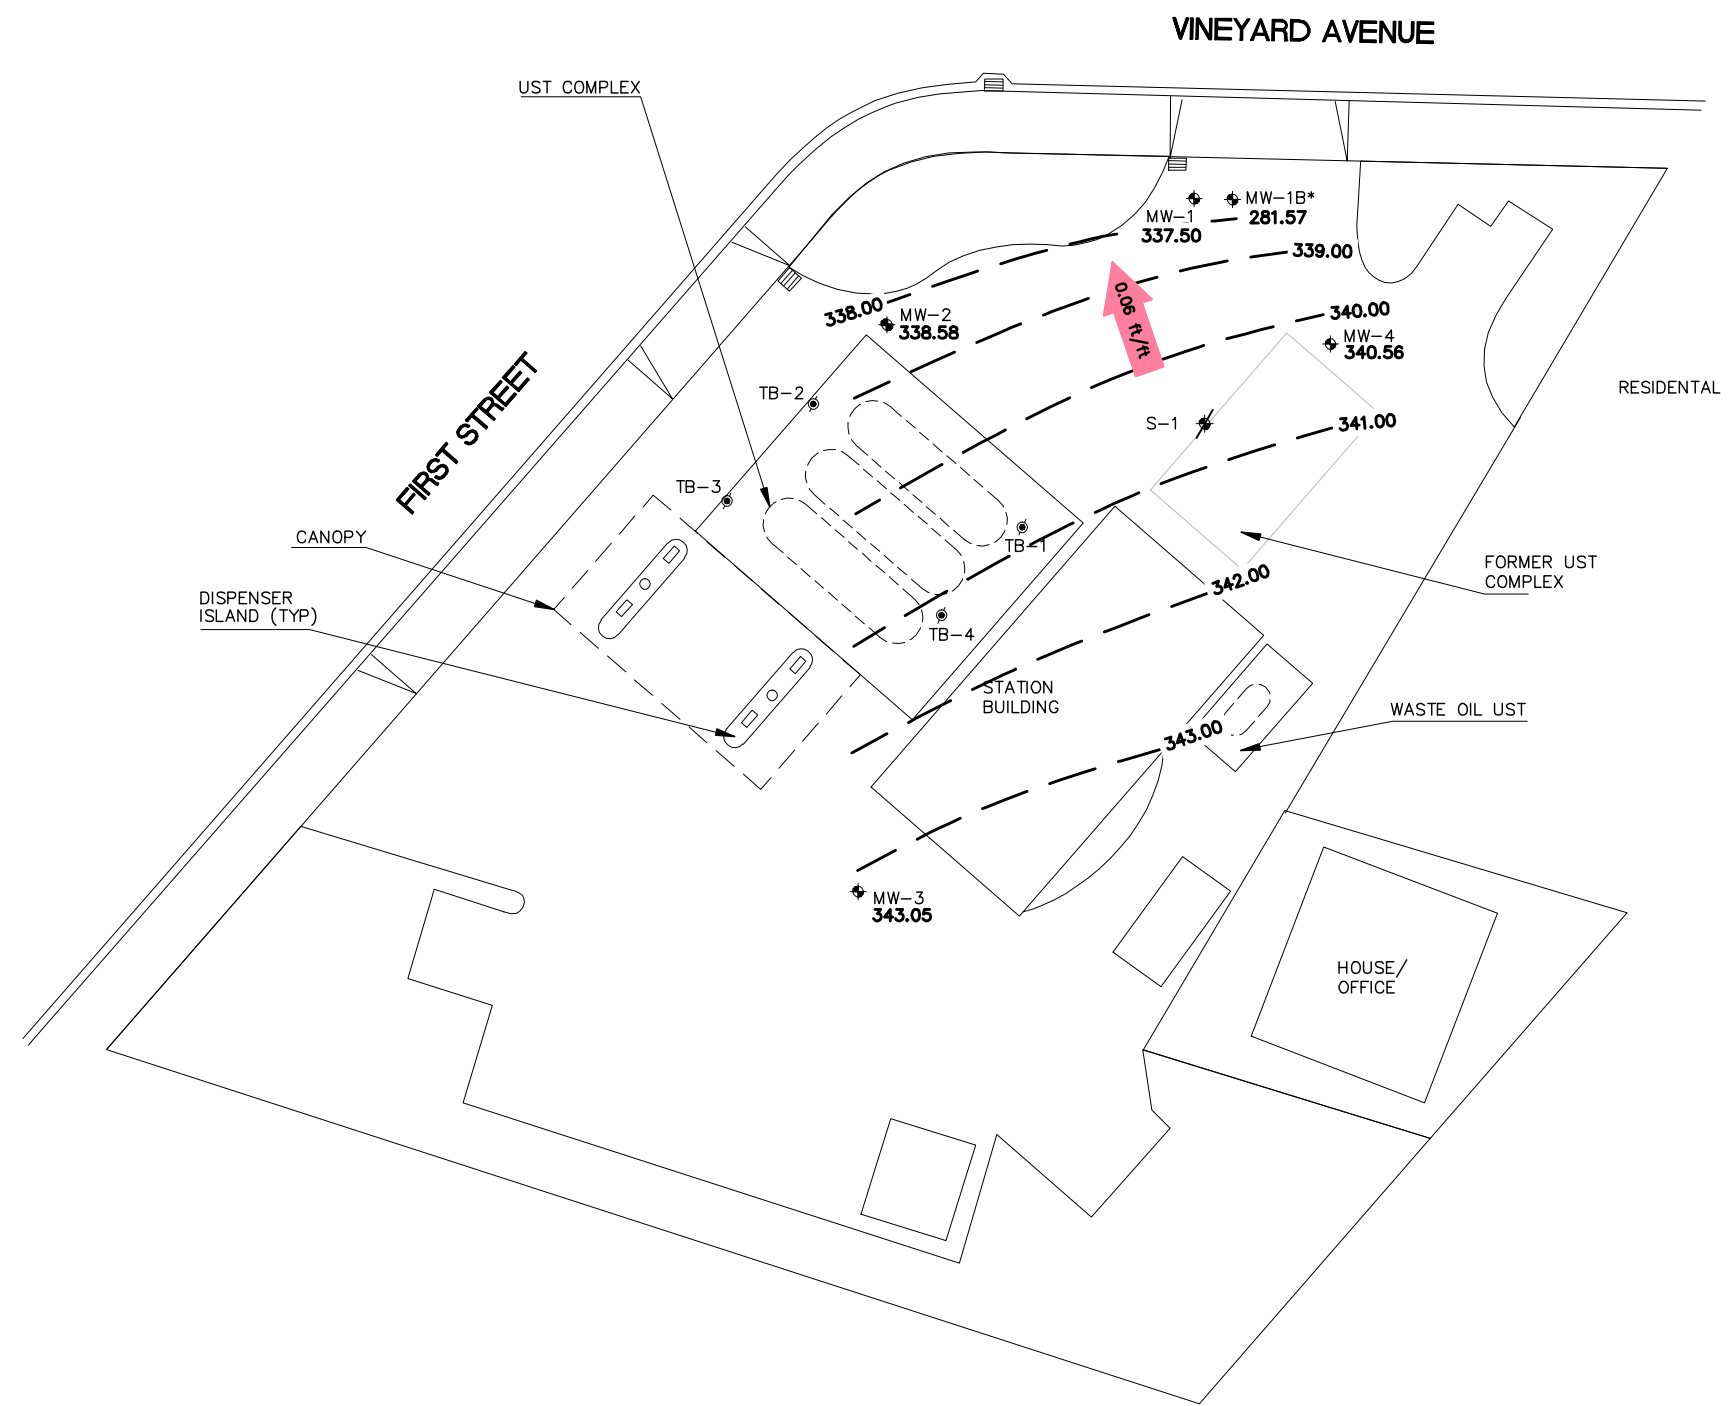 VINEYARD AVENUE
UST COMPLEX
MW-1B*
MW-1
281.57
337.50
339.00
338.00
0.06 ft/ft
340.00
MW-2
338.58
MW-4
340.56
FIRST STREET
RESIDENTAL
TB-2
S-1
341.00
TB-3
CANOPY
TB-1
FORMER UST
COMPLEX
342.00
DISPENSER
ISLAND (TYP)
TB-4
STATION
BUILDING
WASTE OIL UST
343.00
MW-3
343.05
HOUSE/
OFFICE